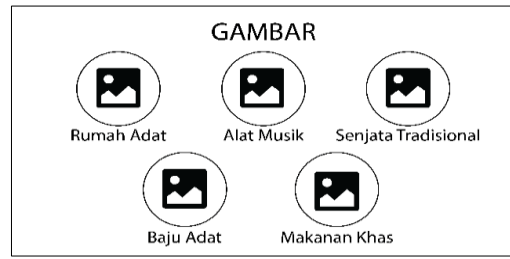 GAMBAR
Rumah Adat Alat Musik Senjata Tradisional
Baju Adat Makanan Khas